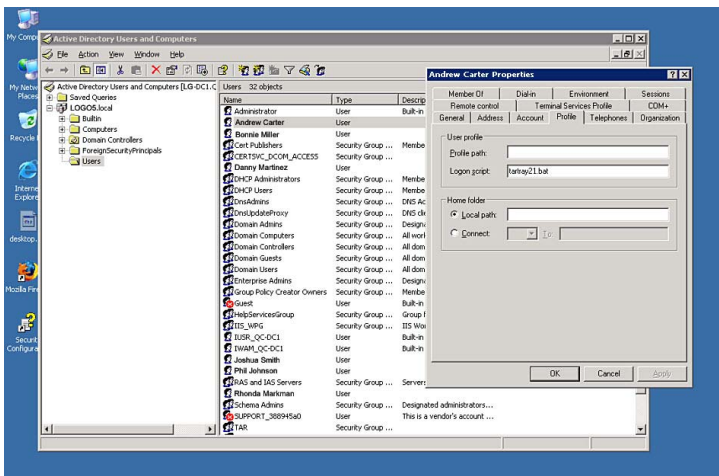 My Comp
Active Directory Users and Computers
File Action View Window Help
My Netw
Places
Active Directory Users and Computers [LG-DC1.C
Saved Queries
LOGO5.local
Builtin
Computers
Domain Controllers
ForeignSecurityPrincipals
Users
Recycle
Interne
Explore
desktop.
Mozilla Fire
Securit
Configura
Users 32 objects
Name Type Descrip
Administrator User Built-in
Andrew Carter User
Bonnie Miller User
Cert Publishers Security Group ... Membe
CERTSVC_DCOM_ACCESS Security Group ...
Danny Martinez User
DHCP Administrators Security Group ... Membe
DHCP Users Security Group ... Membe
DnsAdmins Security Group ... DNS Ac
DnsUpdateProxy Security Group ... DNS clie
Domain Admins Security Group ... Designa
Domain Computers Security Group ... All worl
Domain Controllers Security Group ... All dom
Domain Guests Security Group ... All dom
Domain Users Security Group ... All dom
Enterprise Admins Security Group ... Designa
Group Policy Creator Owners Security Group ... Membe
Guest User Built-in
HelpServicesGroup Security Group ... Group f
IIS_WPG Security Group ... IIS Wor
IUSR_QC-DC1 User Built-in
IWAM_QC-DC1 User Built-in
Joshua Smith User
Phil Johnson User
RAS and IAS Servers Security Group ... Servers
Rhonda Markman User
Schema Admins Security Group ... Designated administrators...
SUPPORT_388945a0 User This is a vendor's account ...
TAR Security Group ...
Andrew Carter Properties
Member Of Dial-in Environment Sessions
Remote control Terminal Services Profile COM+
General Address Account Profile Telephones Organization
User profile
Profile path:
Logon script: tartray21.bat
Home folder
Local path:
Connect: To:
OK Cancel Apply